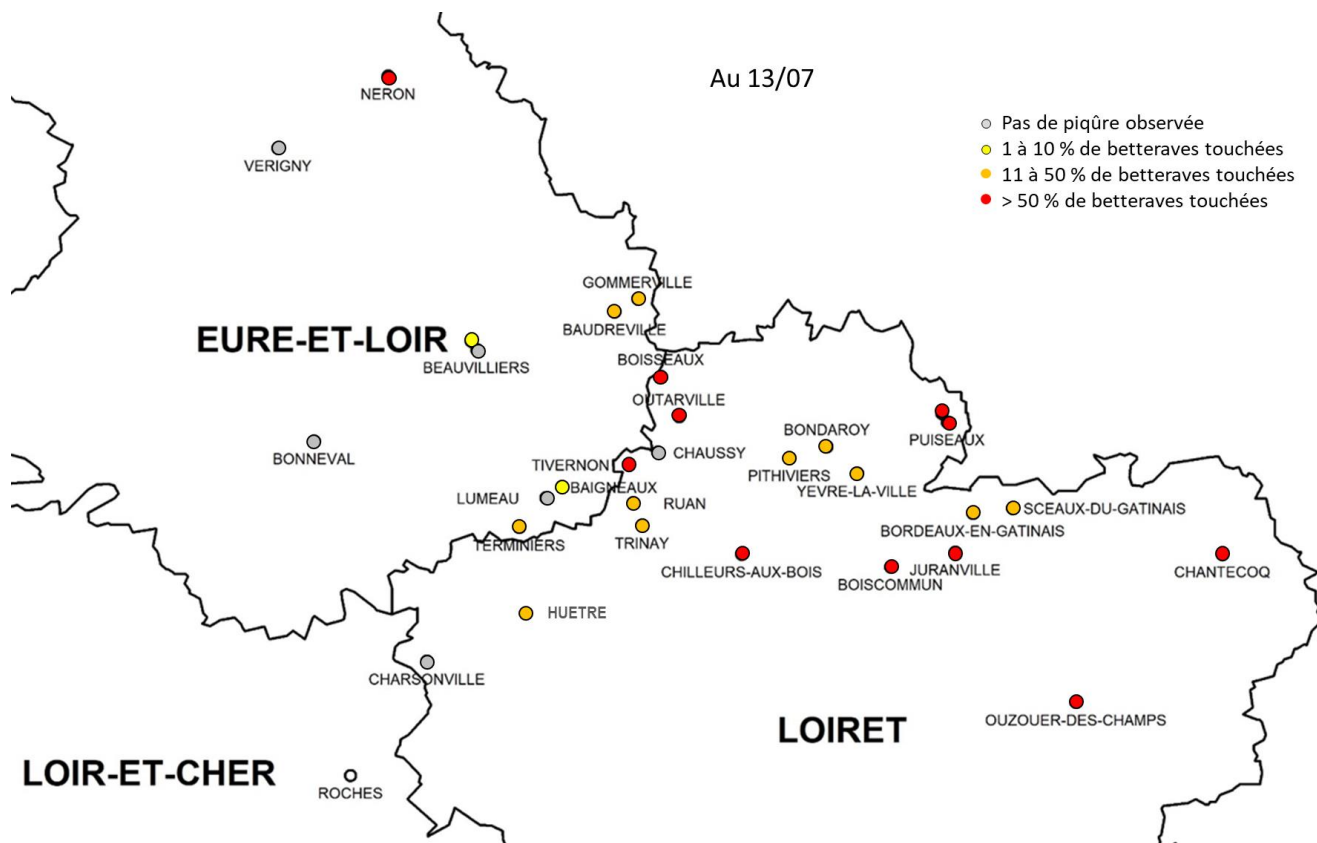 Au 13/07
NERON
Pas de piqûre observée
1 à 10 % de betteraves touchées
11 à 50 % de betteraves touchées
> 50 % de betteraves touchées
VERIGNY
GOMMERVILLE
BAUDREVILLE
EURE-ET-LOIR
BEAUVILLIERS
BOISSEAUX
OUTARVILLE
BONDAROY
PUISEAUX
BONNEVAL
CHAUSSY
TIVERNON
PITHIVIERS
YEVRE-LA-VILLE
BAIGNEAUX
LUMEAU
RUAN
SCEAUX-DU-GATINAIS
BORDEAUX-EN-GATINAIS
TERMINIERS
TRINAY
CHILLEURS-AUX-BOIS
BOISCOMMUN
JURANVILLE
CHANTECOQ
HUETRE
CHARSONVILLE
OUZOUER-DES-CHAMPS
LOIRET
LOIR-ET-CHER
ROCHES